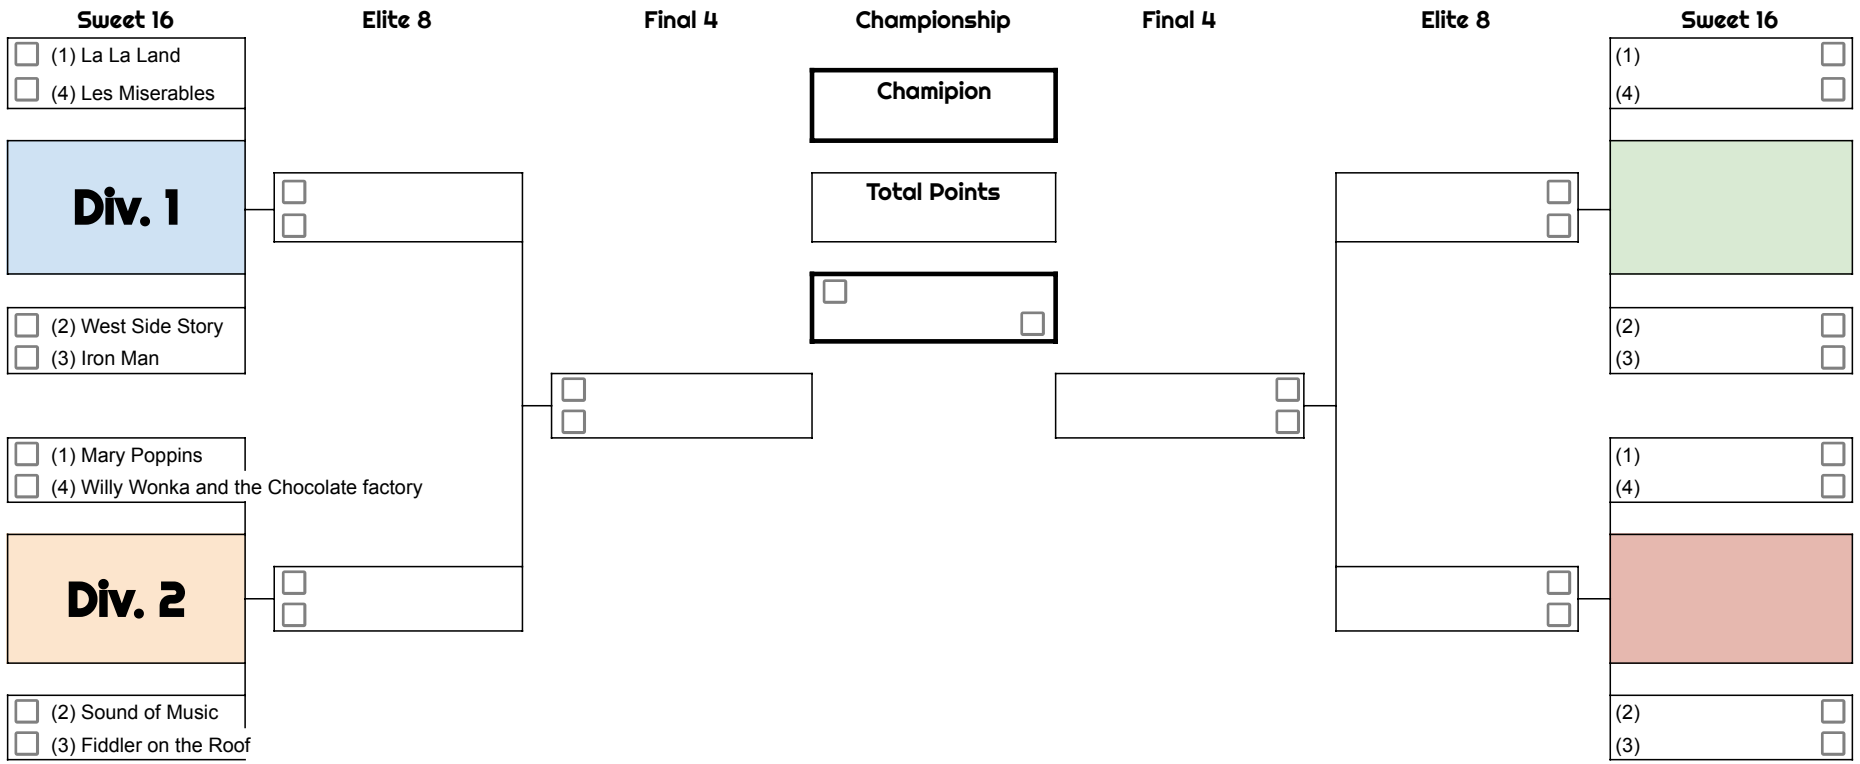 Sweet 16
Elite 8
Final 4
Championship
Final 4
Elite 8
Sweet 16
(1) La La Land
(4) Les Miserables
Div. 1
(2) West Side Story
(3) Iron Man
(1) Mary Poppins
(4) Willy Wonka and the Chocolate factory
Div. 2
(2) Sound of Music
(3) Fiddler on the Roof
Chamipion
Total Points
(1)
(4)
(2)
(3)
(1)
(4)
(2)
(3)